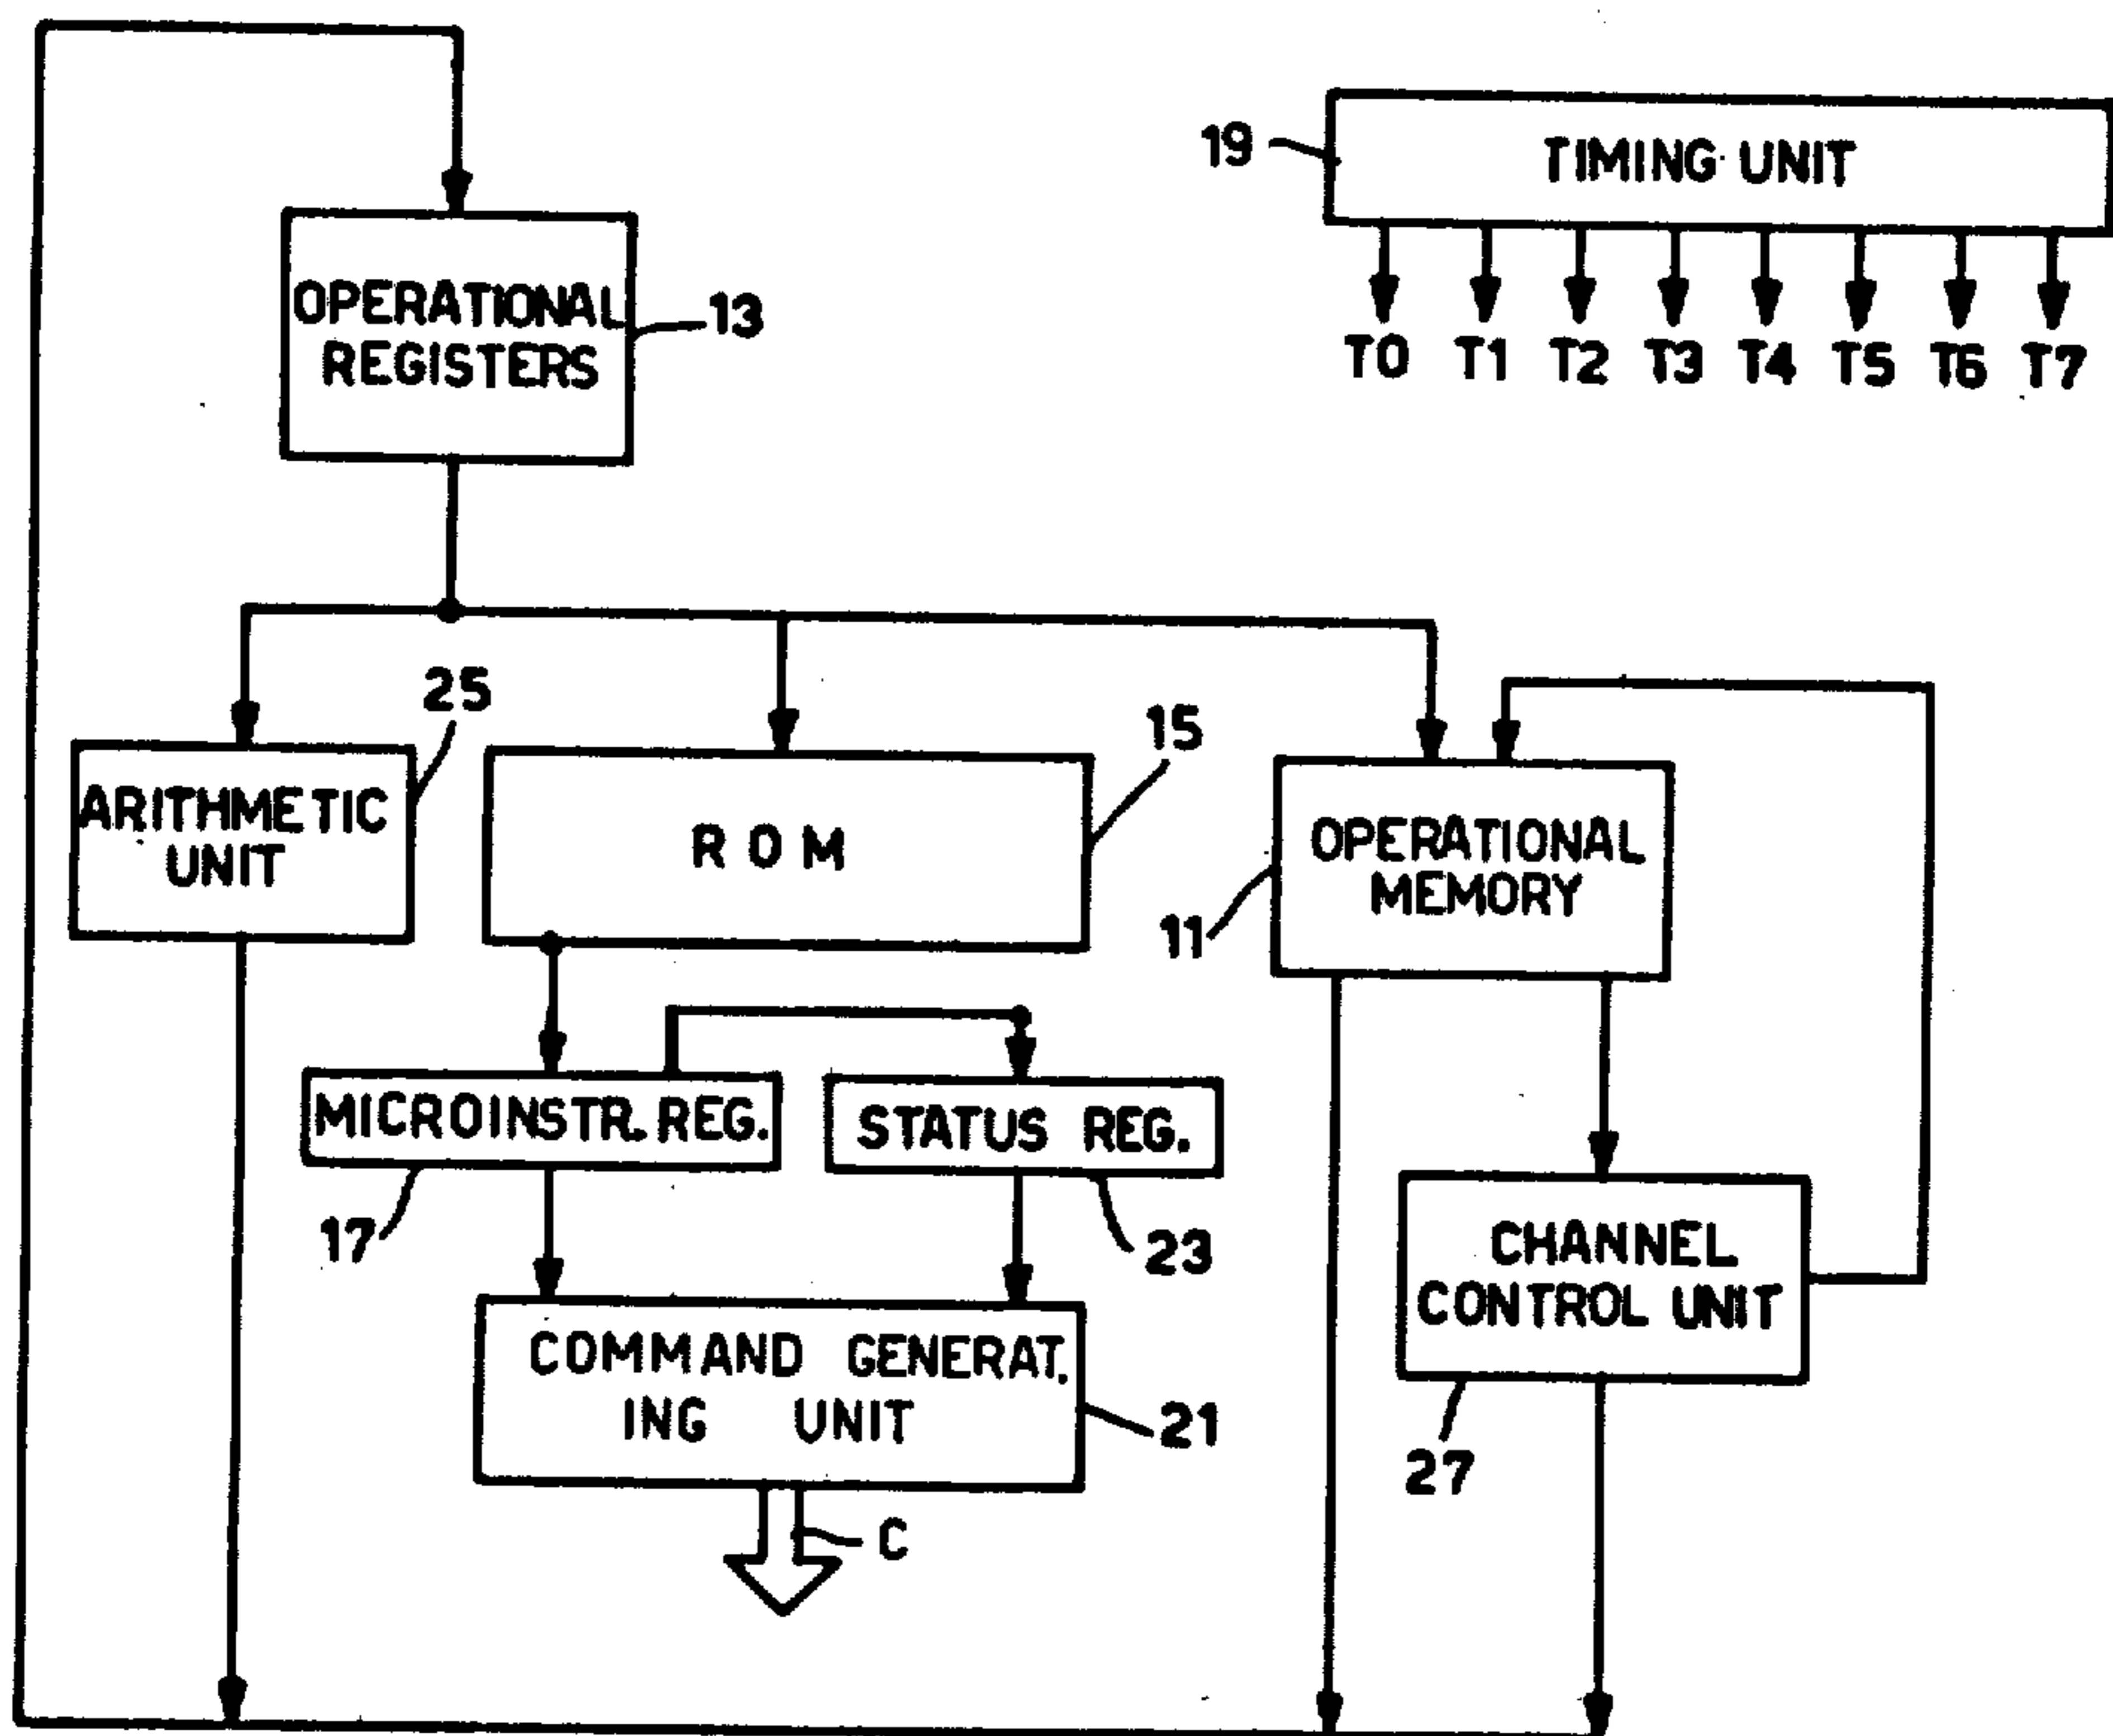 19
TIMING UNIT
OPERATIONAL
REGISTERS
13
T0 T1 T2 T3 T4 T5 T6 T7
25
15
ARITHMETIC
UNIT
ROM
OPERATIONAL
MEMORY
11
MICROINSTR. REG.
STATUS REG.
17
23
CHANNEL
CONTROL UNIT
COMMAND GENERAT.
ING UNIT
21
27
C